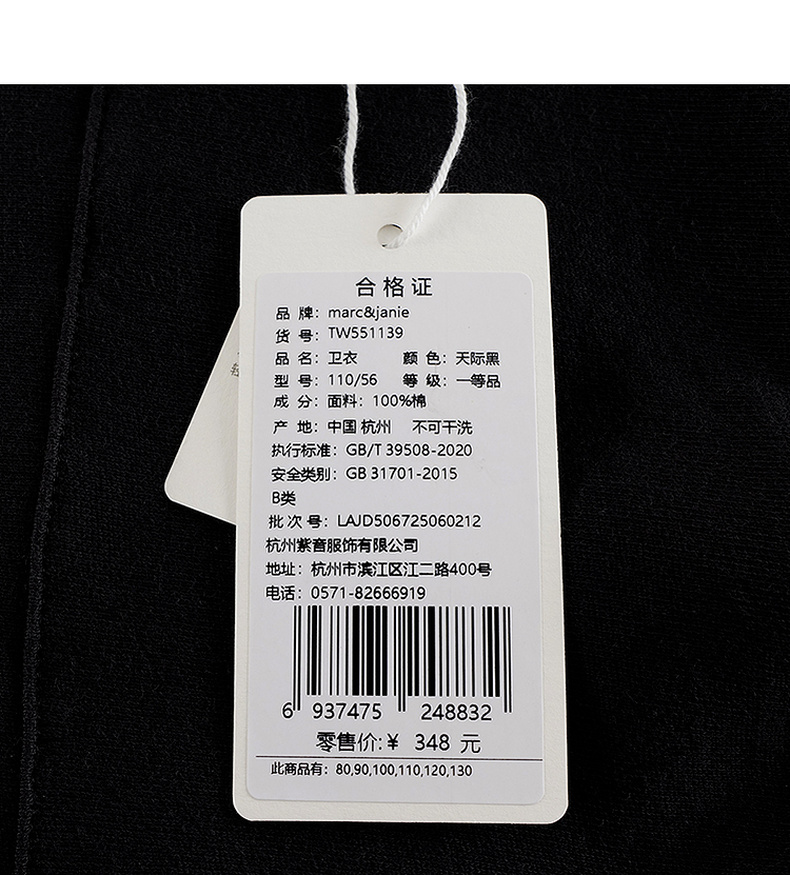 合格证
品 牌：marc&janie
货 号：TW551139
品 名：卫衣 颜 色：天际黑
型 号：110/56 等 级：一等品
成 分：面料：100%棉
产 地：中国 杭州 不可干洗
执行标准：GB/T 39508-2020
安全类别：GB 31701-2015
B类
批 次 号：LAJD506725060212
杭州紫音服饰有限公司
地址：杭州市滨江区江二路400号
电话：0571-82666919
6 937475 248832
零售价:¥ 348 元
此商品有：80,90,100,110,120,130